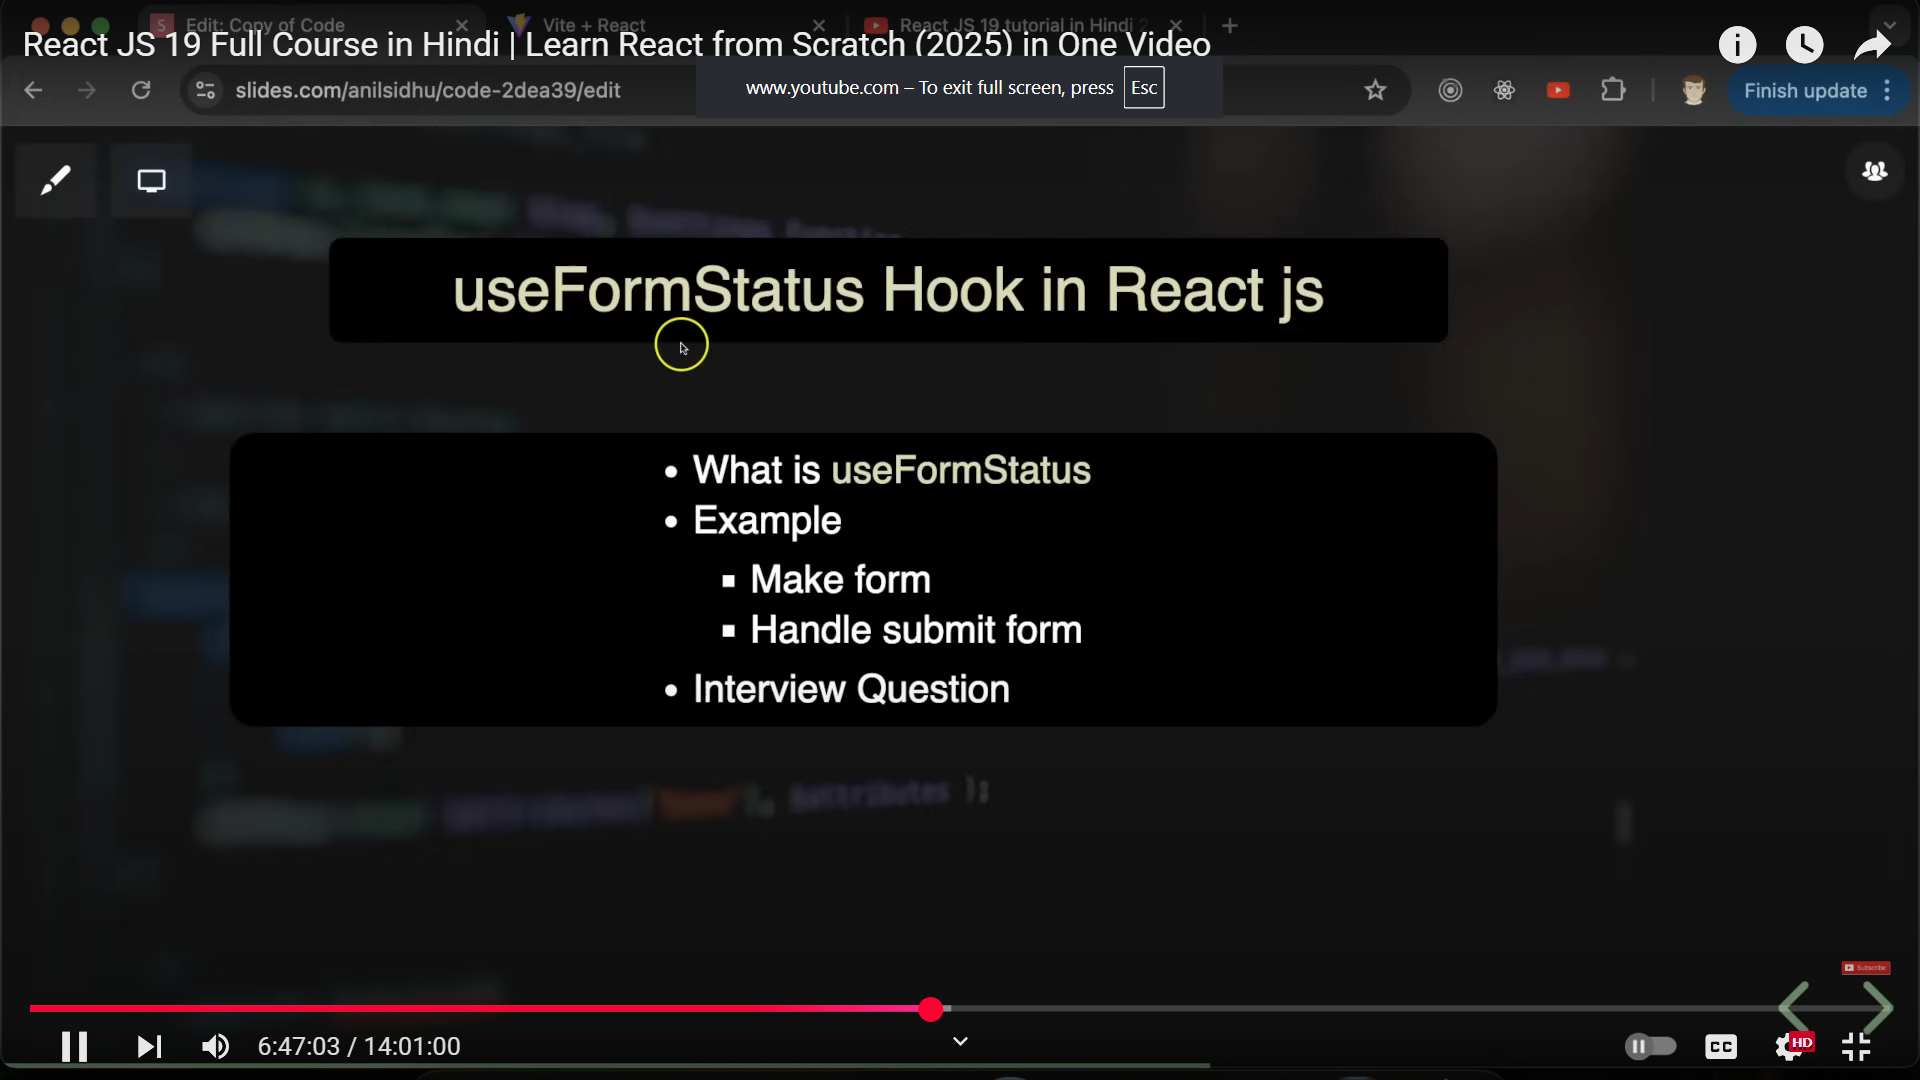 Edit: Copy of Code
Vite + React
React JS 19 tutorial in Hindi
React JS 19 Full Course in Hindi | Learn React from Scratch (2025) in One Video
slides.com/anilsidhu/code-2dea39/edit
www.youtube.com – To exit full screen, press Esc
Finish update
useFormStatus Hook in React js
• What is useFormStatus
• Example
▪ Make form
▪ Handle submit form
• Interview Question
attributes );
Subscribe
6:47:03 / 14:01:00
CC
HD